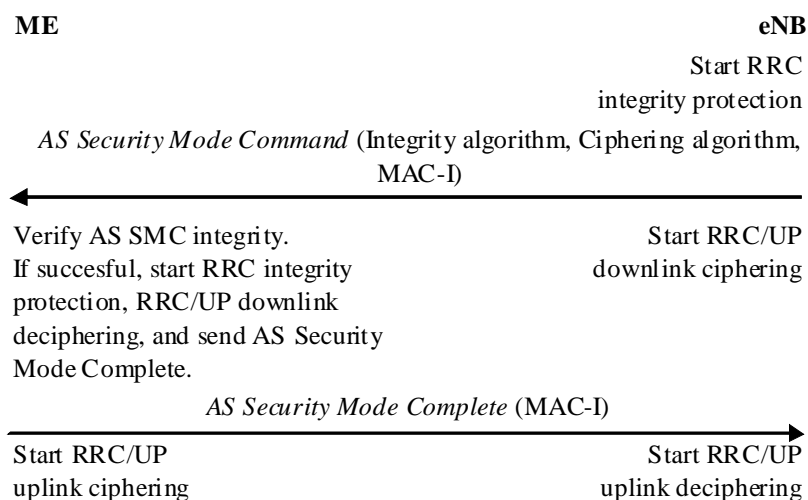 ME eNB
Start RRC
integrity protection
AS Security Mode Command (Integrity algorithm, Ciphering algorithm,
MAC-I)
Verify AS SMC integrity.
If succesful, start RRC integrity
protection, RRC/UP downlink
deciphering, and send AS Security
Mode Complete.
Start RRC/UP
downlink ciphering
AS Security Mode Complete (MAC-I)
Start RRC/UP
uplink ciphering
Start RRC/UP
uplink deciphering